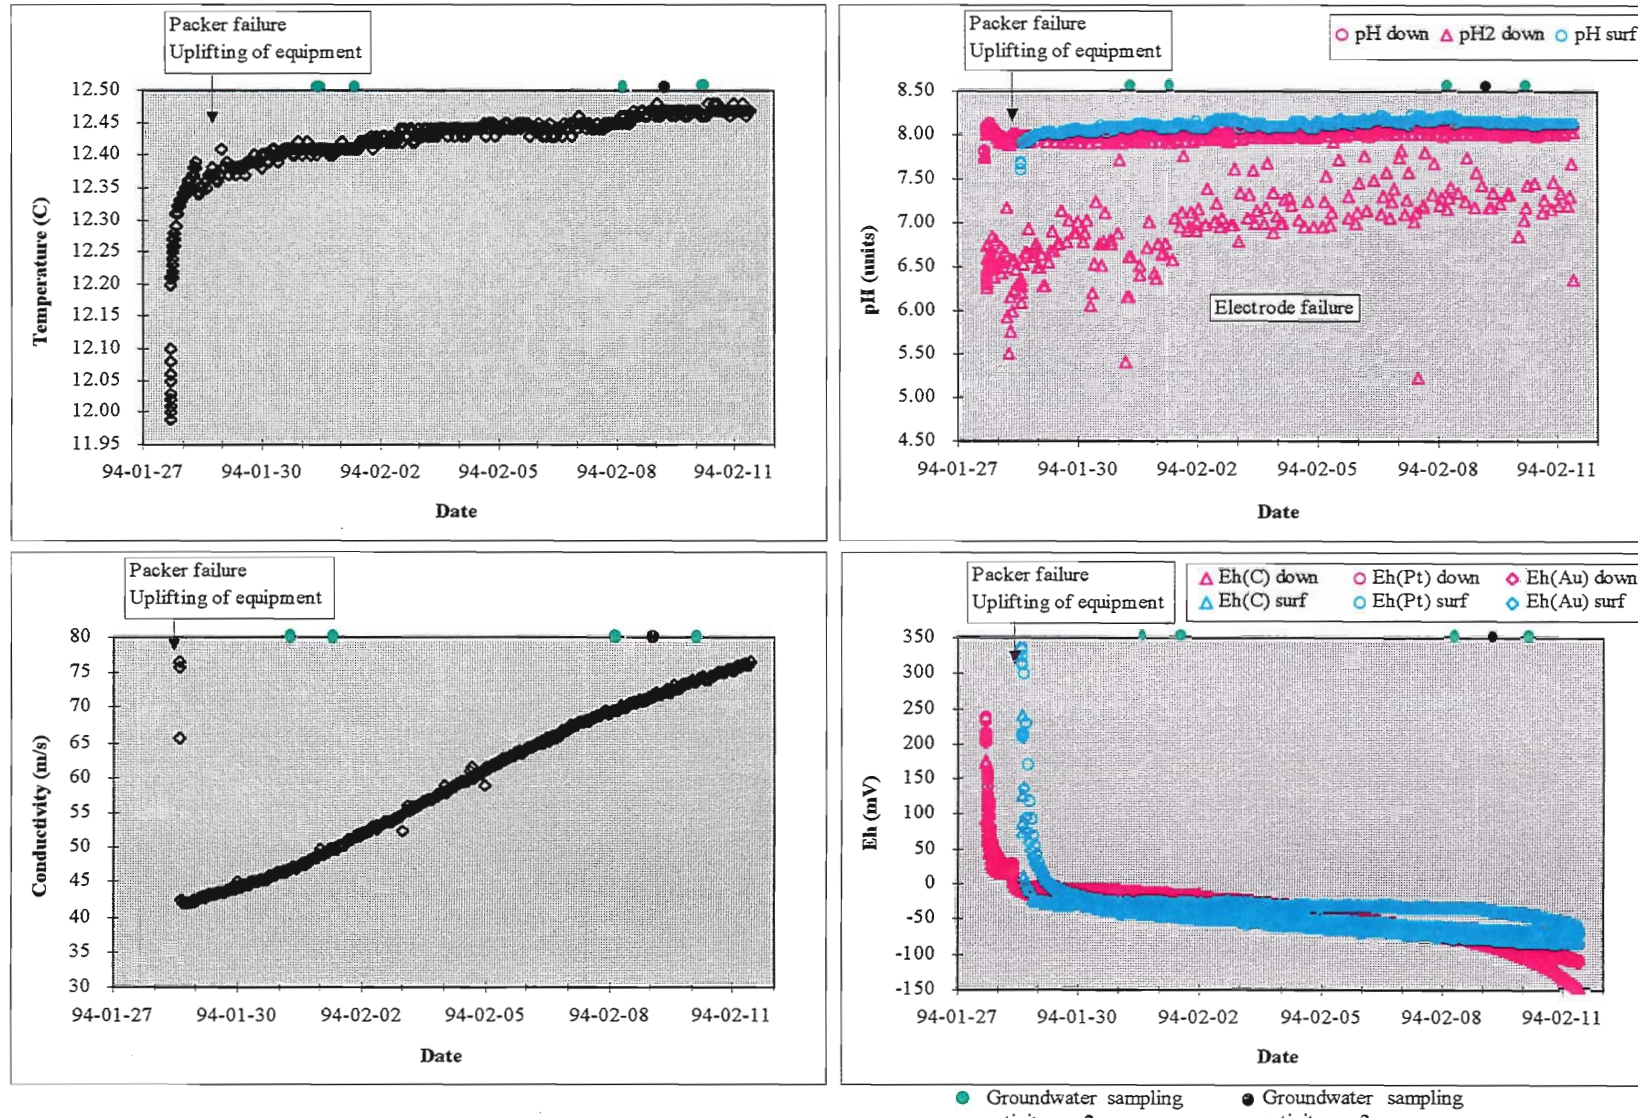 Packer failure
Uplifting of equipment
12.50
12.45
12.40
12.35
12.30
12.25
12.20
12.15
12.10
12.05
12.00
11.95
Temperature (C)
94-01-27 94-01-30 94-02-02 94-02-05 94-02-08 94-02-11
Date
Packer failure
Uplifting of equipment
pH down pH2 down pH surf
8.50
8.00
7.50
7.00
6.50
6.00
5.50
5.00
4.50
pH (units)
Electrode failure
94-01-27 94-01-30 94-02-02 94-02-05 94-02-08 94-02-11
Date
Packer failure
Uplifting of equipment
80
75
70
65
60
55
50
45
40
35
30
Conductivity (m/s)
94-01-27 94-01-30 94-02-02 94-02-05 94-02-08 94-02-11
Date
Packer failure
Uplifting of equipment
Eh(C) down Eh(Pt) down Eh(Au) down
Eh(C) surf Eh(Pt) surf Eh(Au) surf
350
300
250
200
150
100
50
0
-50
-100
-150
Eh (mV)
94-01-27 94-01-30 94-02-02 94-02-05 94-02-08 94-02-11
Date
Groundwater sampling Groundwater sampling